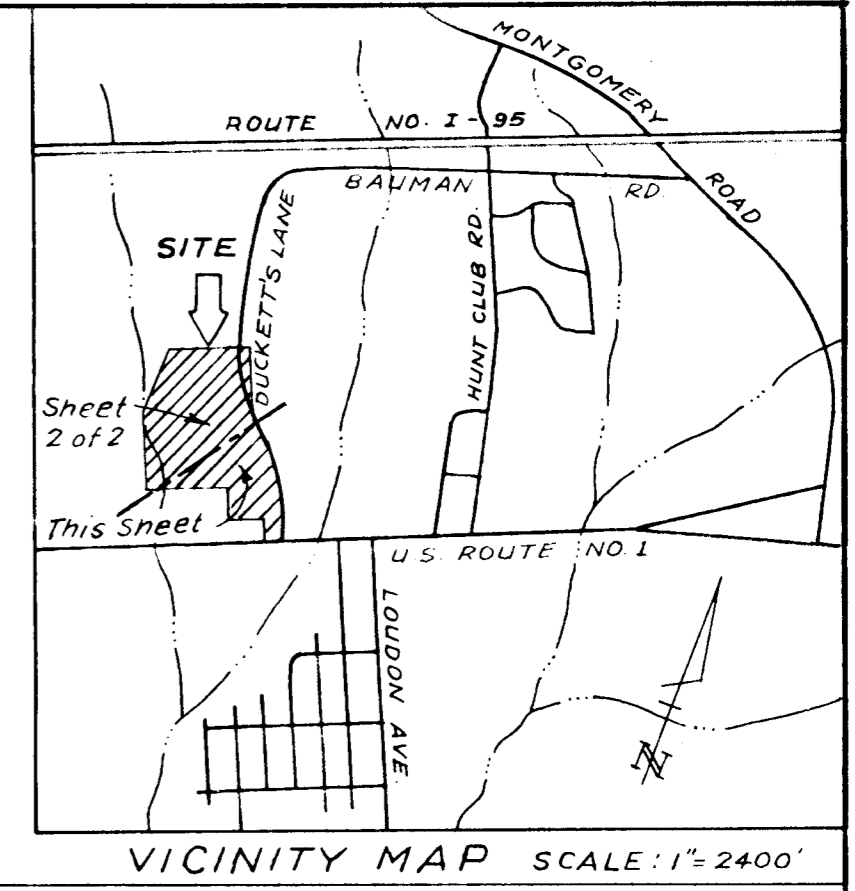 MONTGOMERY
ROAD
ROUTE NO. I-95
BAUMAN RD.
DUCKETT'S LANE
HUNT CLUB RD.
SITE
Sheet
2 of 2
This Sheet
U.S. ROUTE NO. 1
LOUDON AVE.
N
VICINITY MAP SCALE: 1"=2400'